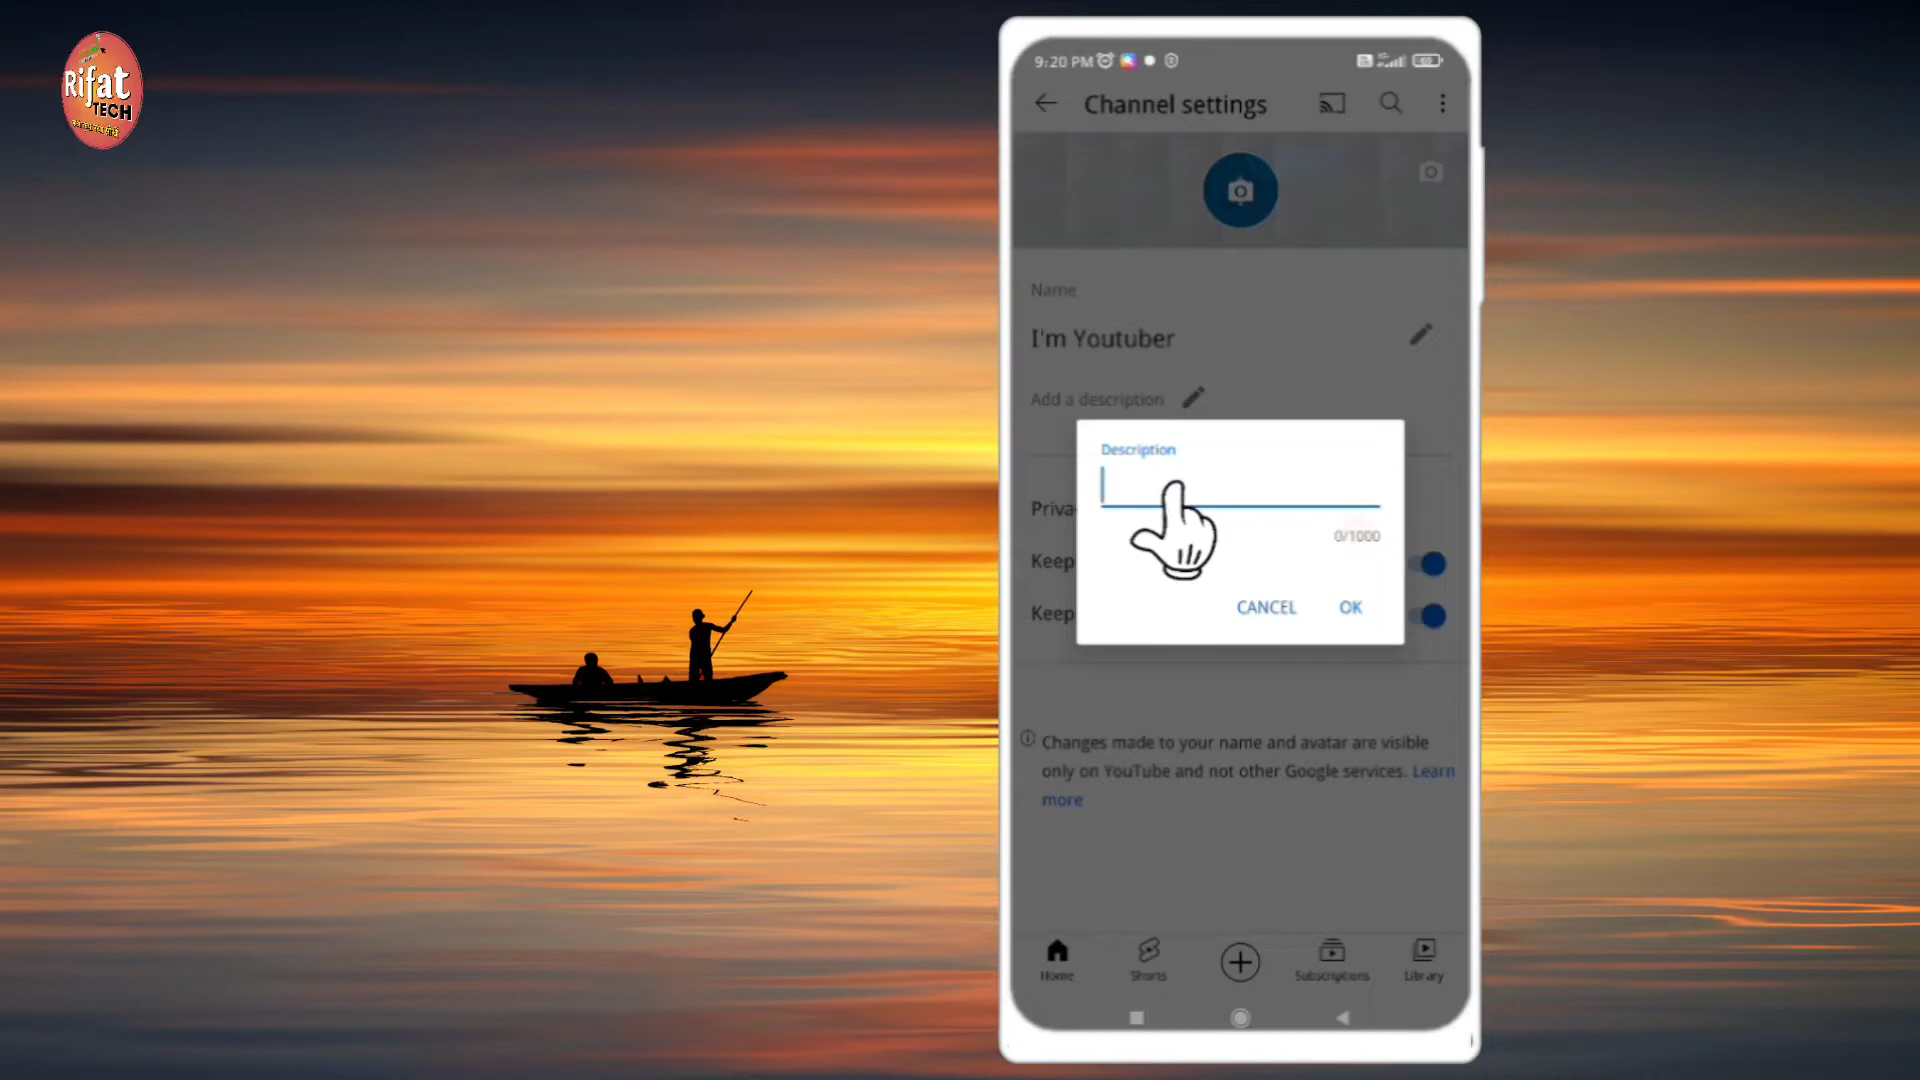 Rifat
TECH
9:20 PM
Channel settings
Name
I'm Youtuber
Add a description
Description
Priva
0/1000
Keep
CANCEL OK
Keep
Changes made to your name and avatar are visible
only on YouTube and not other Google services. Learn
more
Home Shorts Subscriptions Library